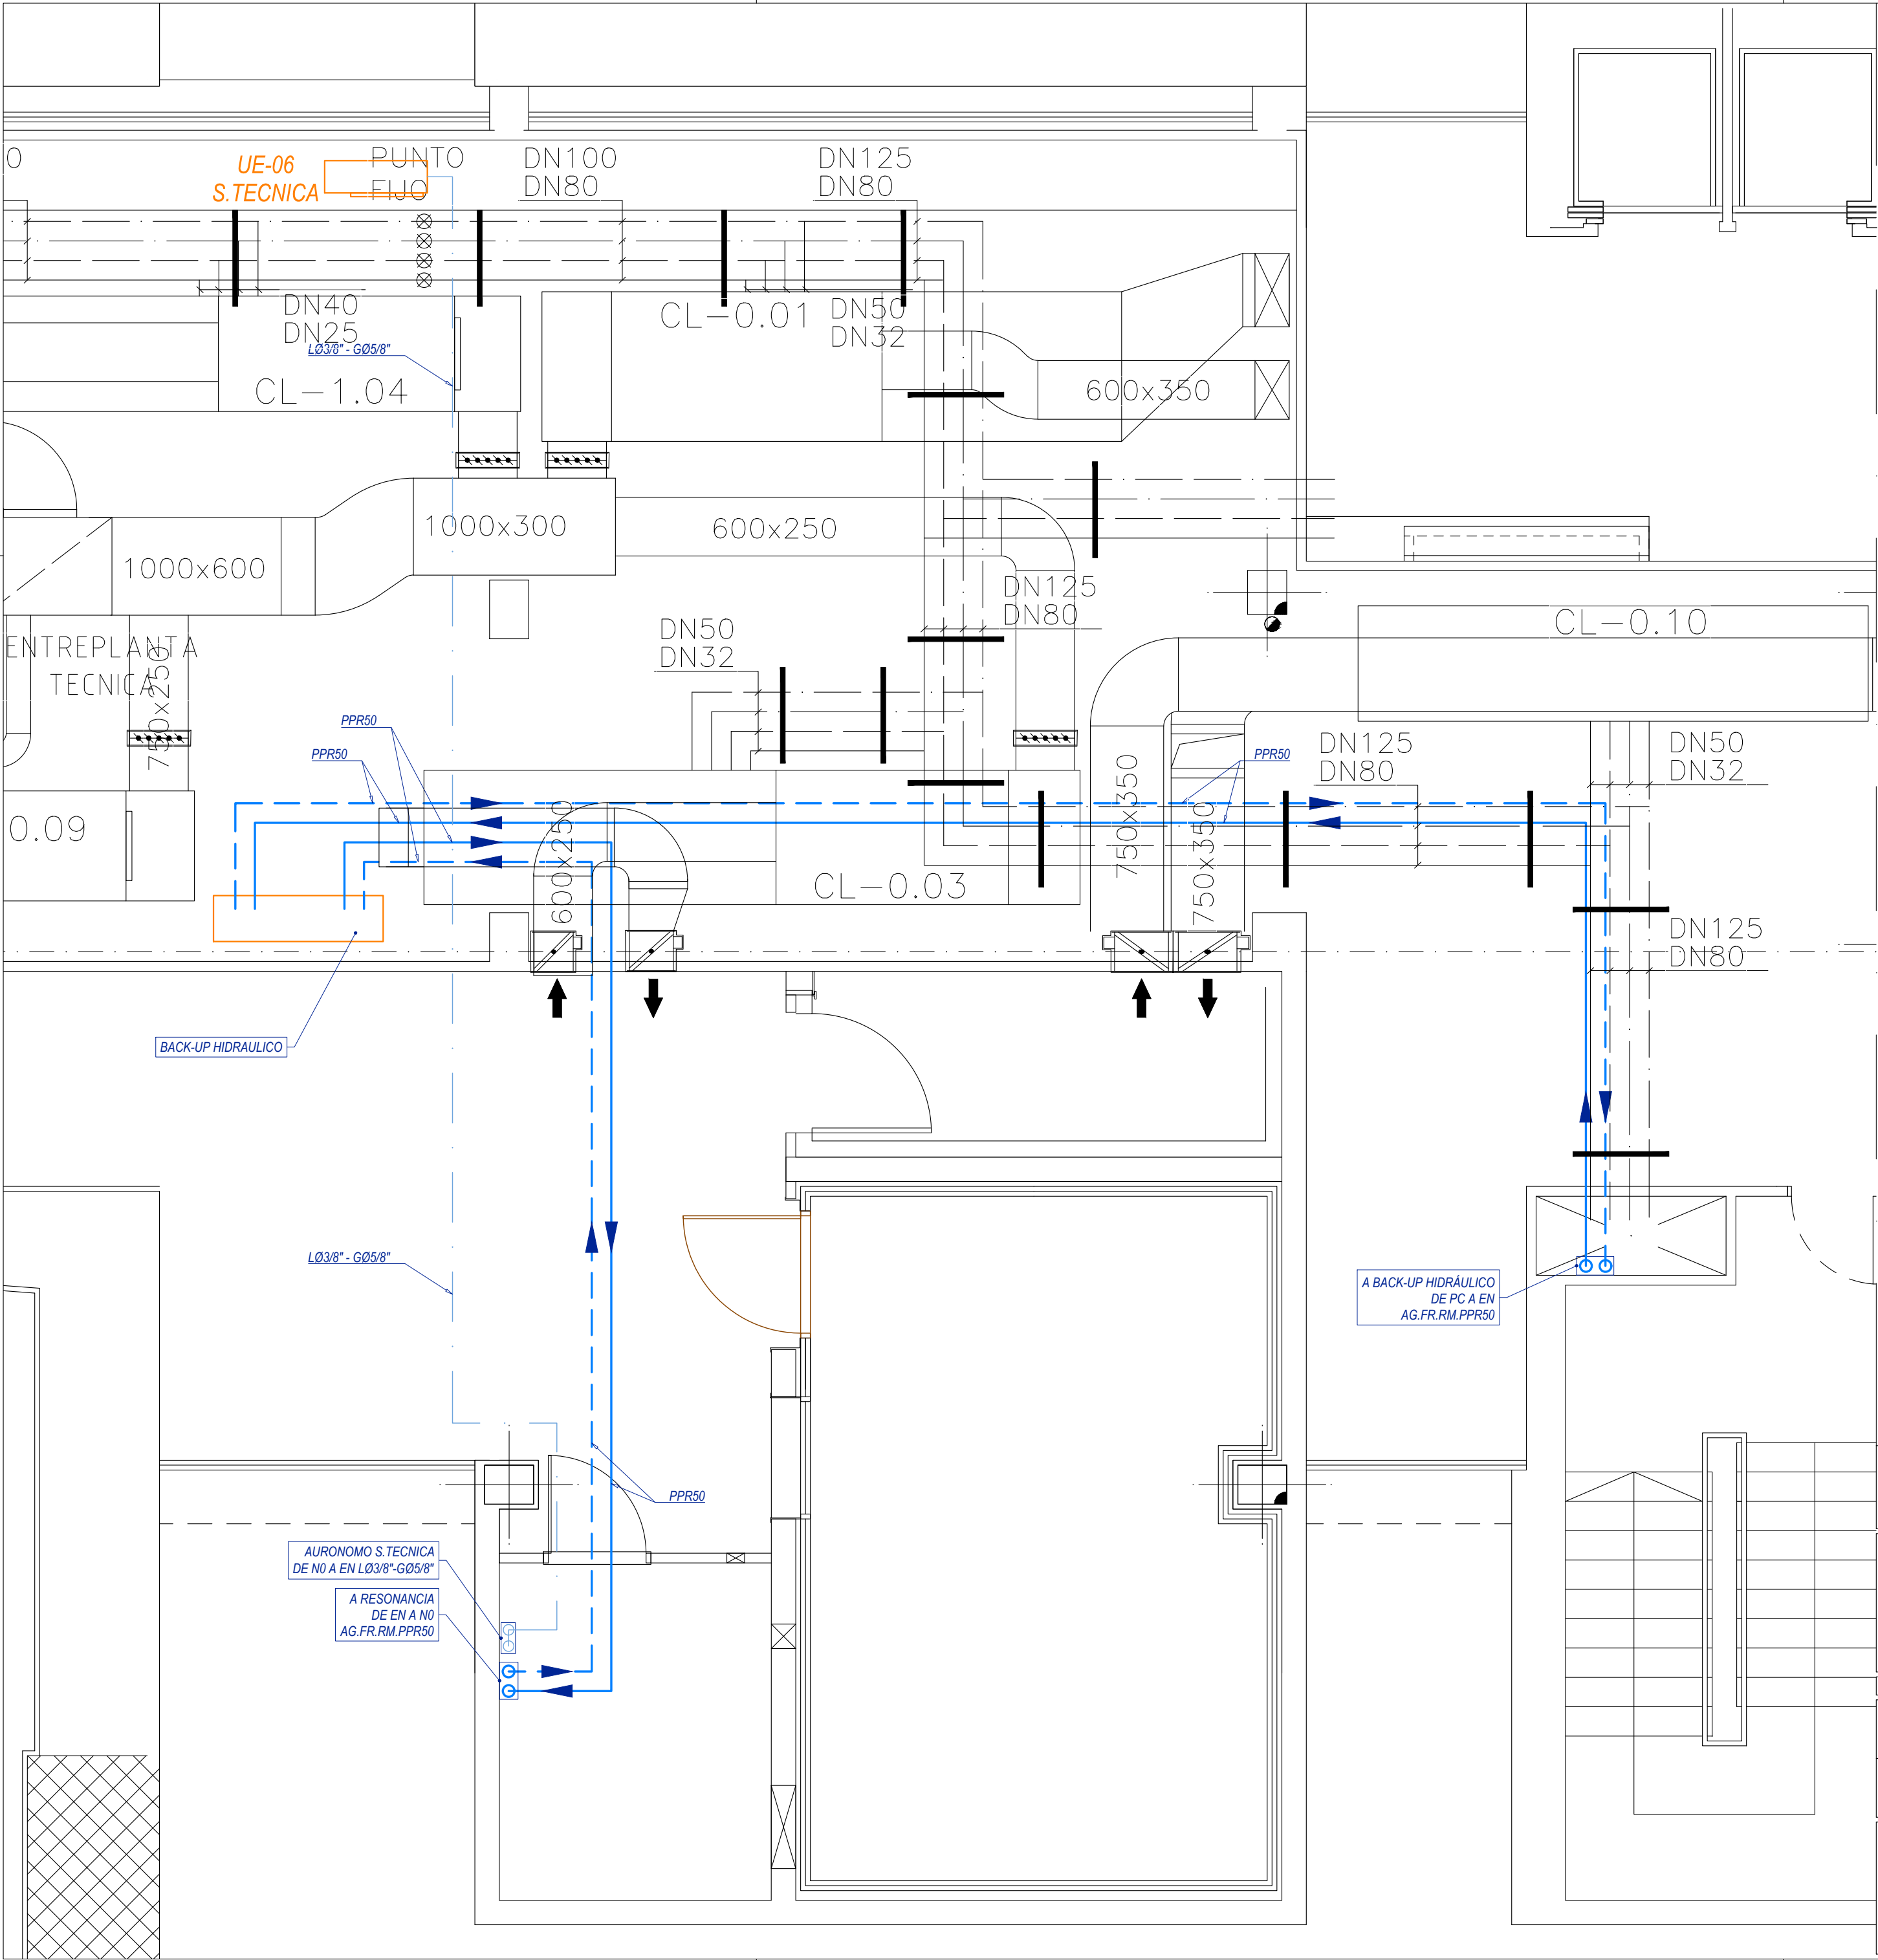 0
UE-06
S.TECNICA
PUNTO
FIJO
DN100
DN80
DN125
DN80
DN40
DN25
LØ3/8" - GØ5/8"
CL-1.04
CL-0.01
DN50
DN32
600x350
1000x300
600x250
1000x600
DN125
DN80
CL-0.10
ENTREPLANTA
TECNICA
750x250
DN50
DN32
PPR50
PPR50
PPR50
DN125
DN80
DN50
DN32
0.09
600x250
CL-0.03
750x350
750x350
DN125
DN80
BACK-UP HIDRAULICO
LØ3/8" - GØ5/8"
A BACK-UP HIDRÁULICO
DE PC A EN
AG.FR.RM.PPR50
PPR50
AURONOMO S.TECNICA
DE N0 A EN LØ3/8"-GØ5/8"
A RESONANCIA
DE EN A N0
AG.FR.RM.PPR50